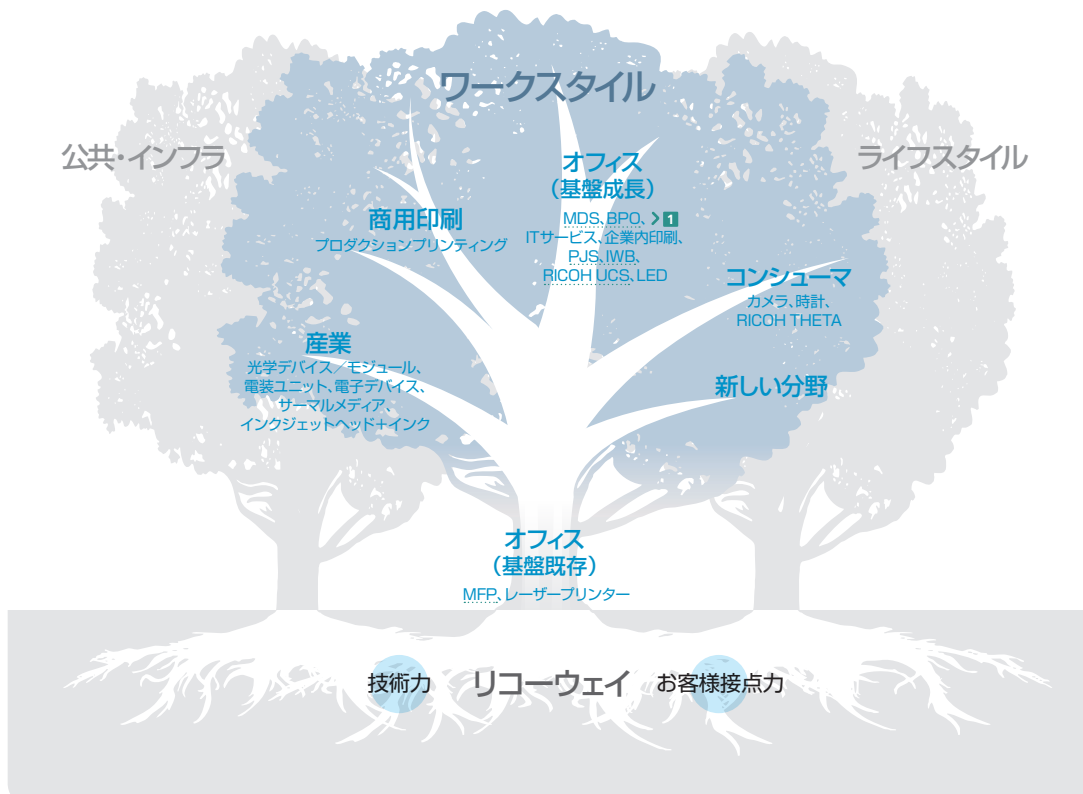 ワークスタイル
公共・インフラ
ライフスタイル
オフィス
（基盤成長）
MDS、BPO、>1
ITサービス、企業内印刷、
PJS、IWB、
RICOH UCS、LED
商用印刷
プロダクションプリンティング
コンシューマ
カメラ、時計、
RICOH THETA
産業
光学デバイス／モジュール、
電装ユニット、電子デバイス、
サーマルメディア、
インクジェットヘッド＋インク
新しい分野
オフィス
（基盤既存）
MFP、レーザープリンター
技術力
リコーウェイ
お客様接点力